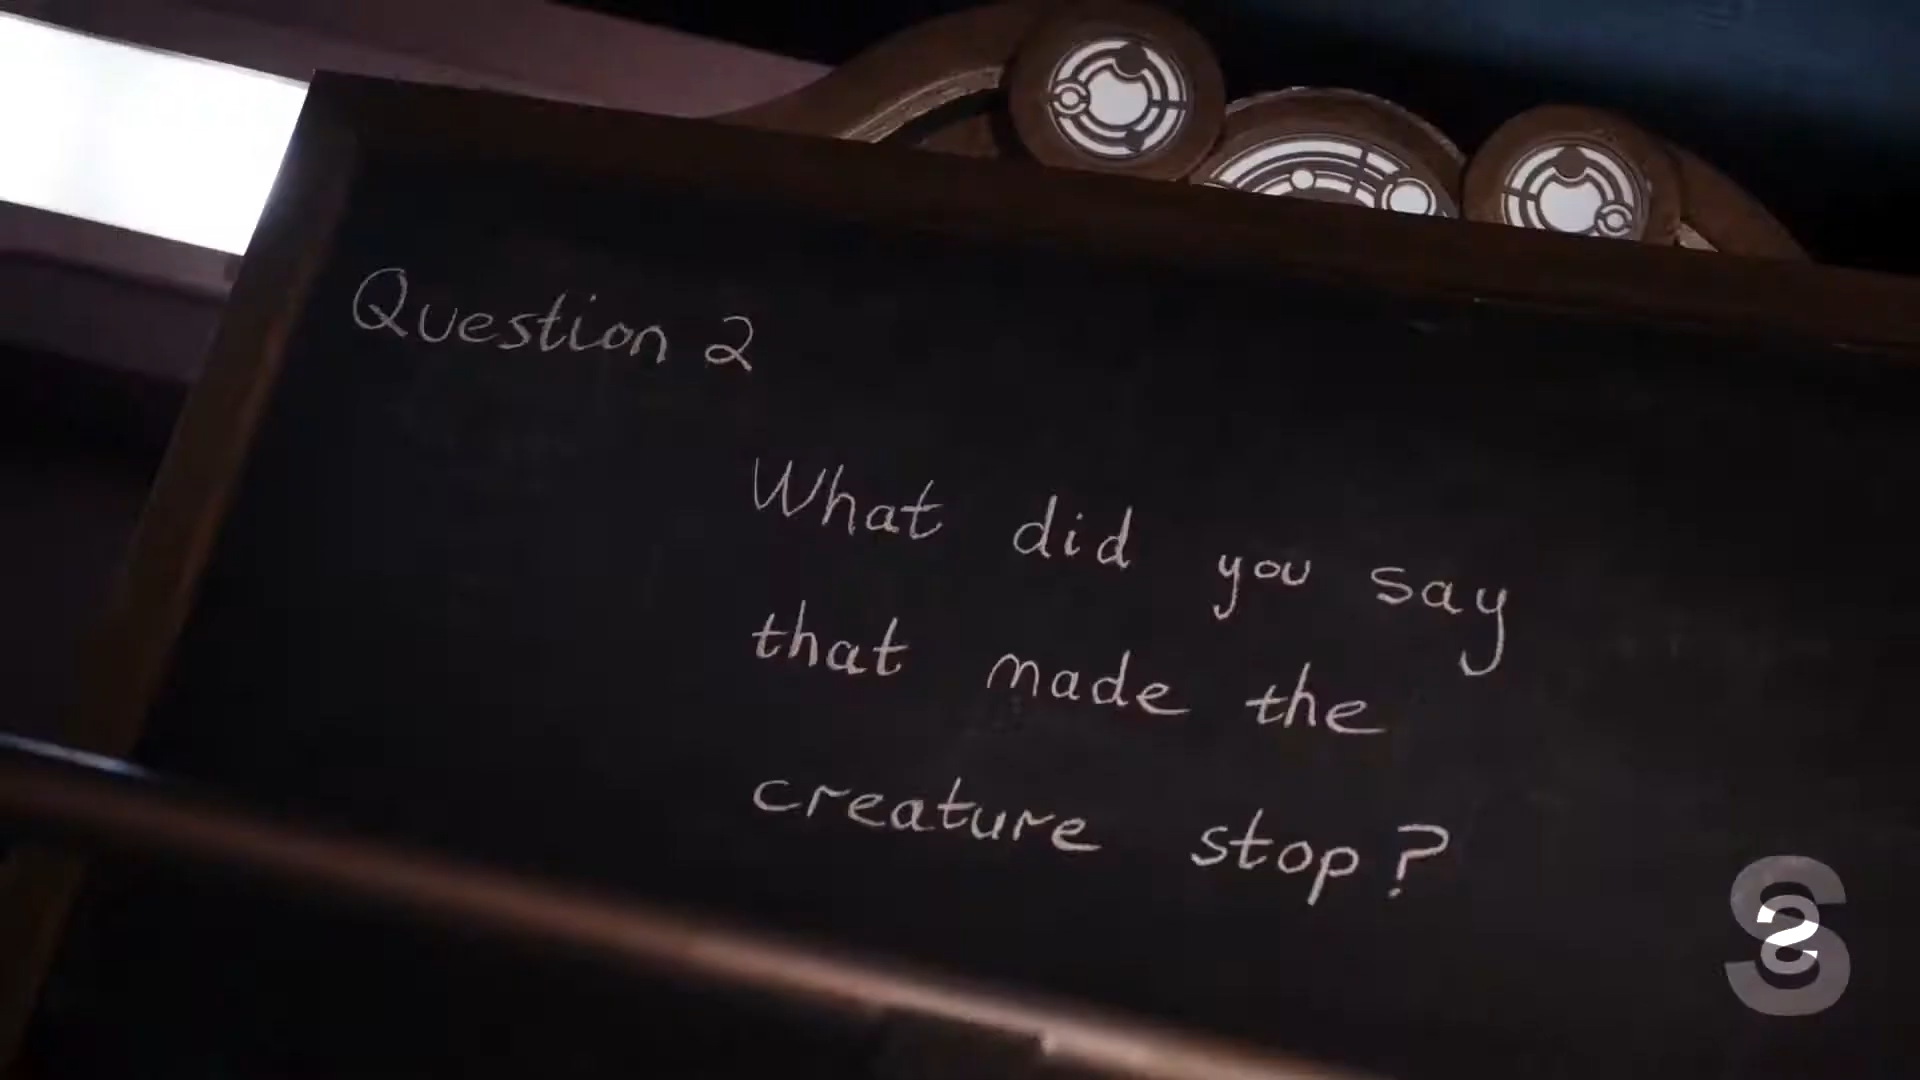 Question 2
What did you say
that made the
creature stop?